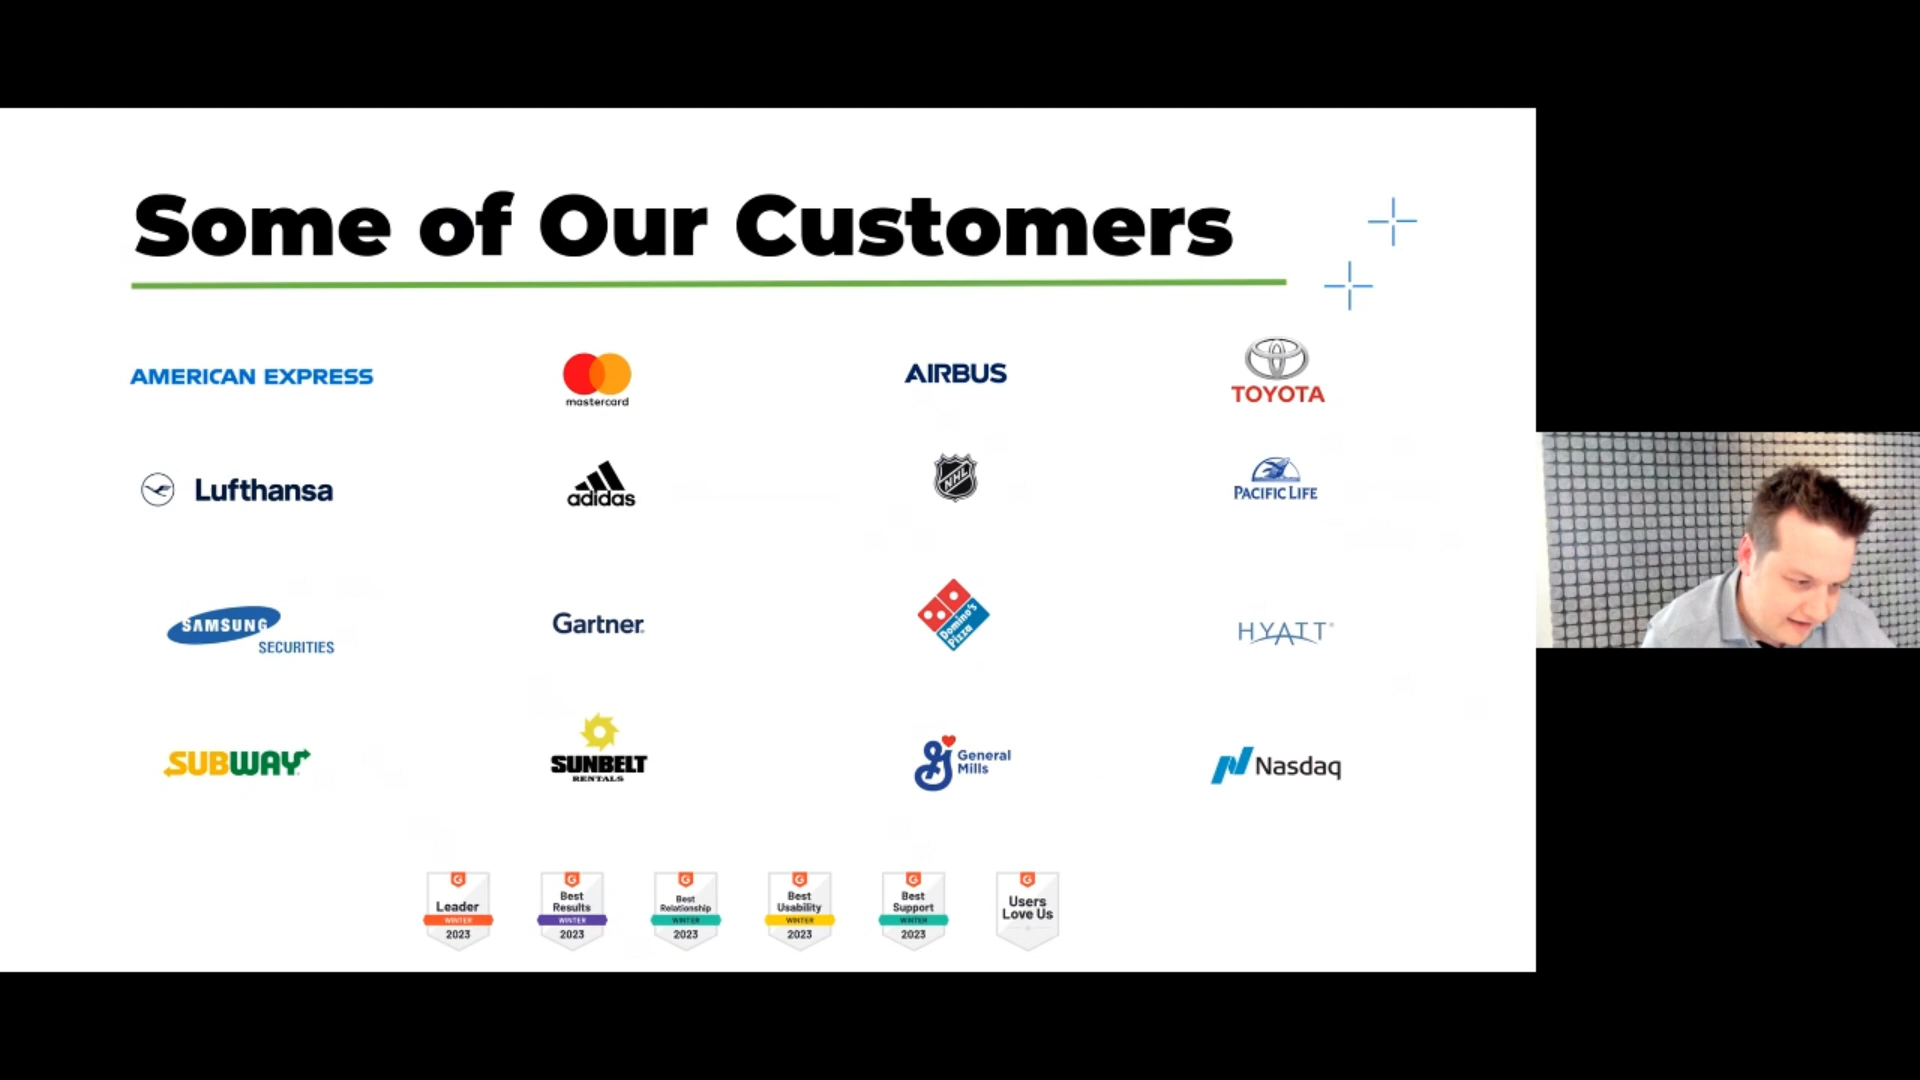 Some of Our Customers
AMERICAN EXPRESS
mastercard
AIRBUS
TOYOTA
Lufthansa
adidas
NHL
PACIFIC LIFE
SAMSUNG
SECURITIES
Gartner
Domino's
Pizza
HYATT
SUBWAY
SUNBELT
RENTALS
General
Mills
Nasdaq
Leader
WINTER
2023
Best
Results
WINTER
2023
Best
Relationship
WINTER
2023
Best
Usability
WINTER
2023
Best
Support
WINTER
2023
Users
Love Us